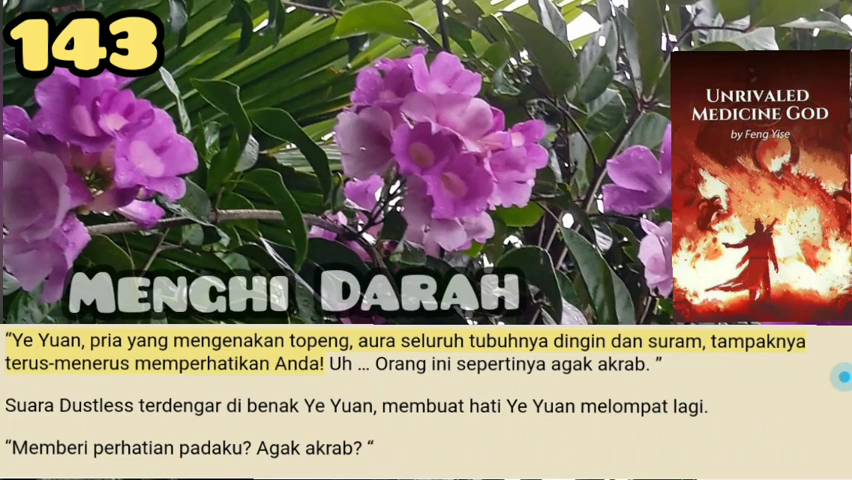 143
UNRIVALED
MEDICINE GOD
by Feng Yise
MENGHI DARAH
“Ye Yuan, pria yang mengenakan topeng, aura seluruh tubuhnya dingin dan suram, tampaknya
terus-menerus memperhatikan Anda! Uh ... Orang ini sepertinya agak akrab. ”
Suara Dustless terdengar di benak Ye Yuan, membuat hati Ye Yuan melompat lagi.
“Memberi perhatian padaku? Agak akrab? “